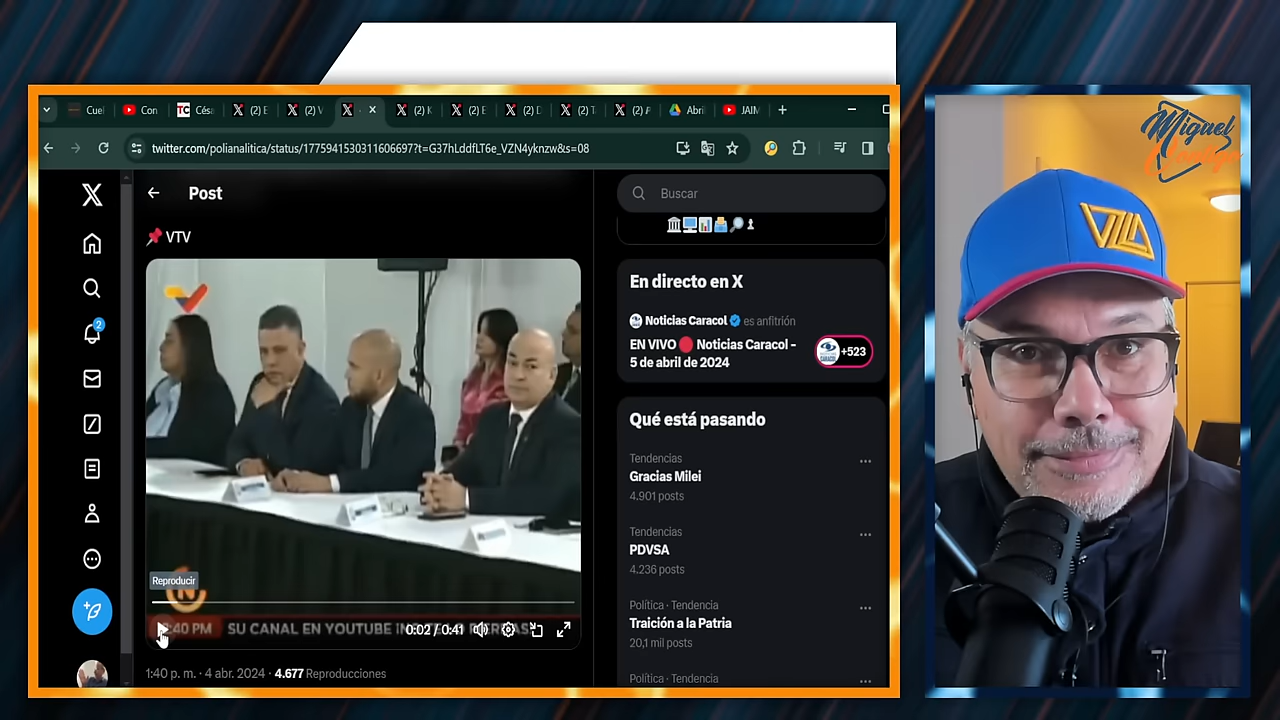 Cuel
Con
TC Césa
(2) E
(2) V
(2) K
(2) E
(2) D
(2) T
(2) A
Abri
JAIM
twitter.com/polianalitica/status/1775941530311606697?t=G37hLddfLT6e_VZN4yknzw&s=08
Post
Buscar
VTV
En directo en X
Noticias Caracol es anfitrión
EN VIVO Noticias Caracol -
5 de abril de 2024
+523
Qué está pasando
Tendencias
Gracias Milei
4.901 posts
Tendencias
PDVSA
4.236 posts
Política · Tendencia
Traición a la Patria
20,1 mil posts
Política · Tendencia
2
Reproducir
:40 PM SU CANAL EN YOUTUBE
0:02 / 0:41
1:40 p. m. · 4 abr. 2024 · 4.677 Reproducciones
Miguel